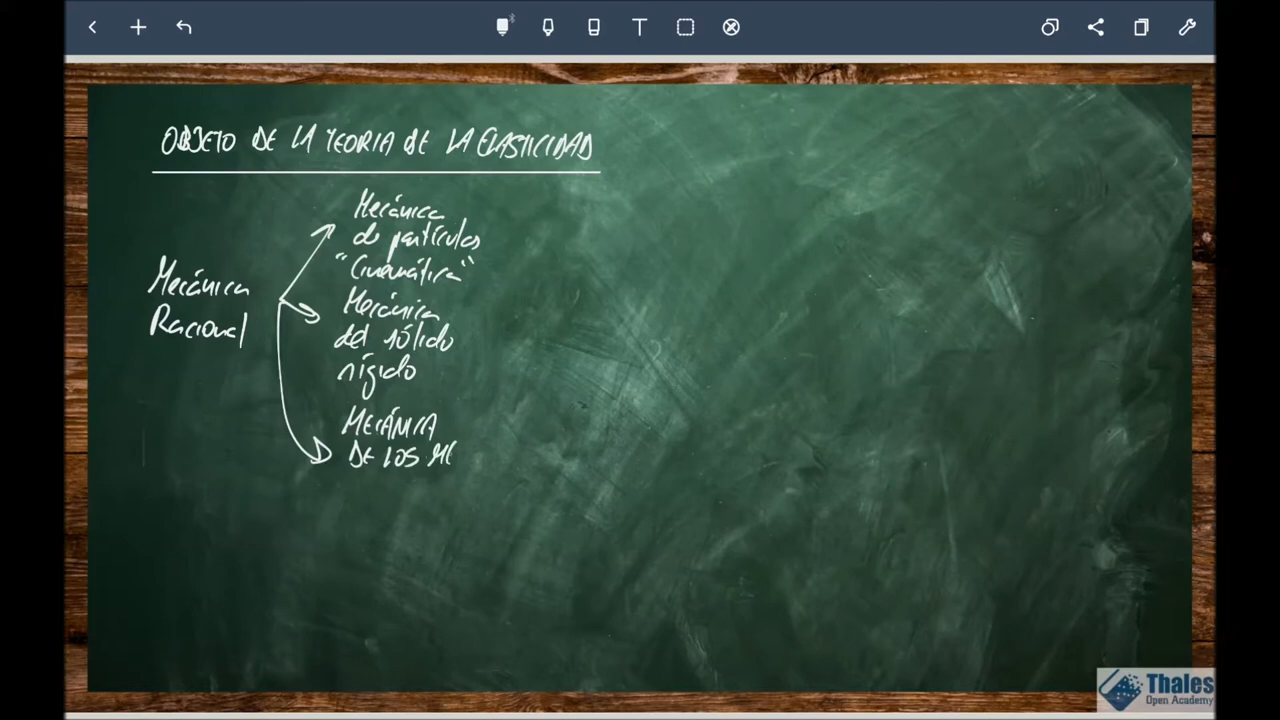 OBJETO DE LA TEORIA DE LA ELASTICIDAD
Mecánica
de partículas
"Cinemática"
Mecánica
Racional
Mecánica
del sólido
rígido
MECÁNICA
DE LOS ME
T
Thales
Open Academy